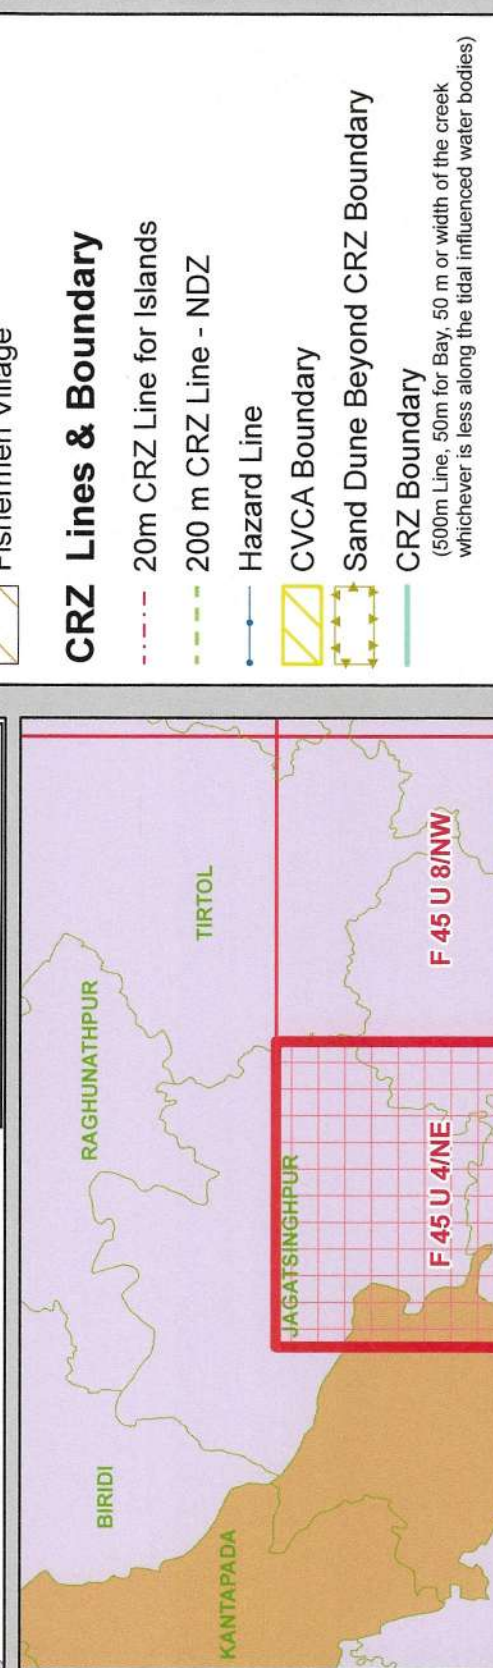 Fishermen Village
CRZ Lines & Boundary
20m CRZ Line for Islands
200 m CRZ Line - NDZ
Hazard Line
CVCA Boundary
Sand Dune Beyond CRZ Boundary
CRZ Boundary
(500m Line, 50m for Bay, 50 m or width of the creek
whichever is less along the tidal influenced water bodies)
BIRIDI
RAGHUNATHPUR
KANTAPADA
TIRTOL
JAGATSINGHPUR
F 45 U 4/NE
F 45 U 8/NW